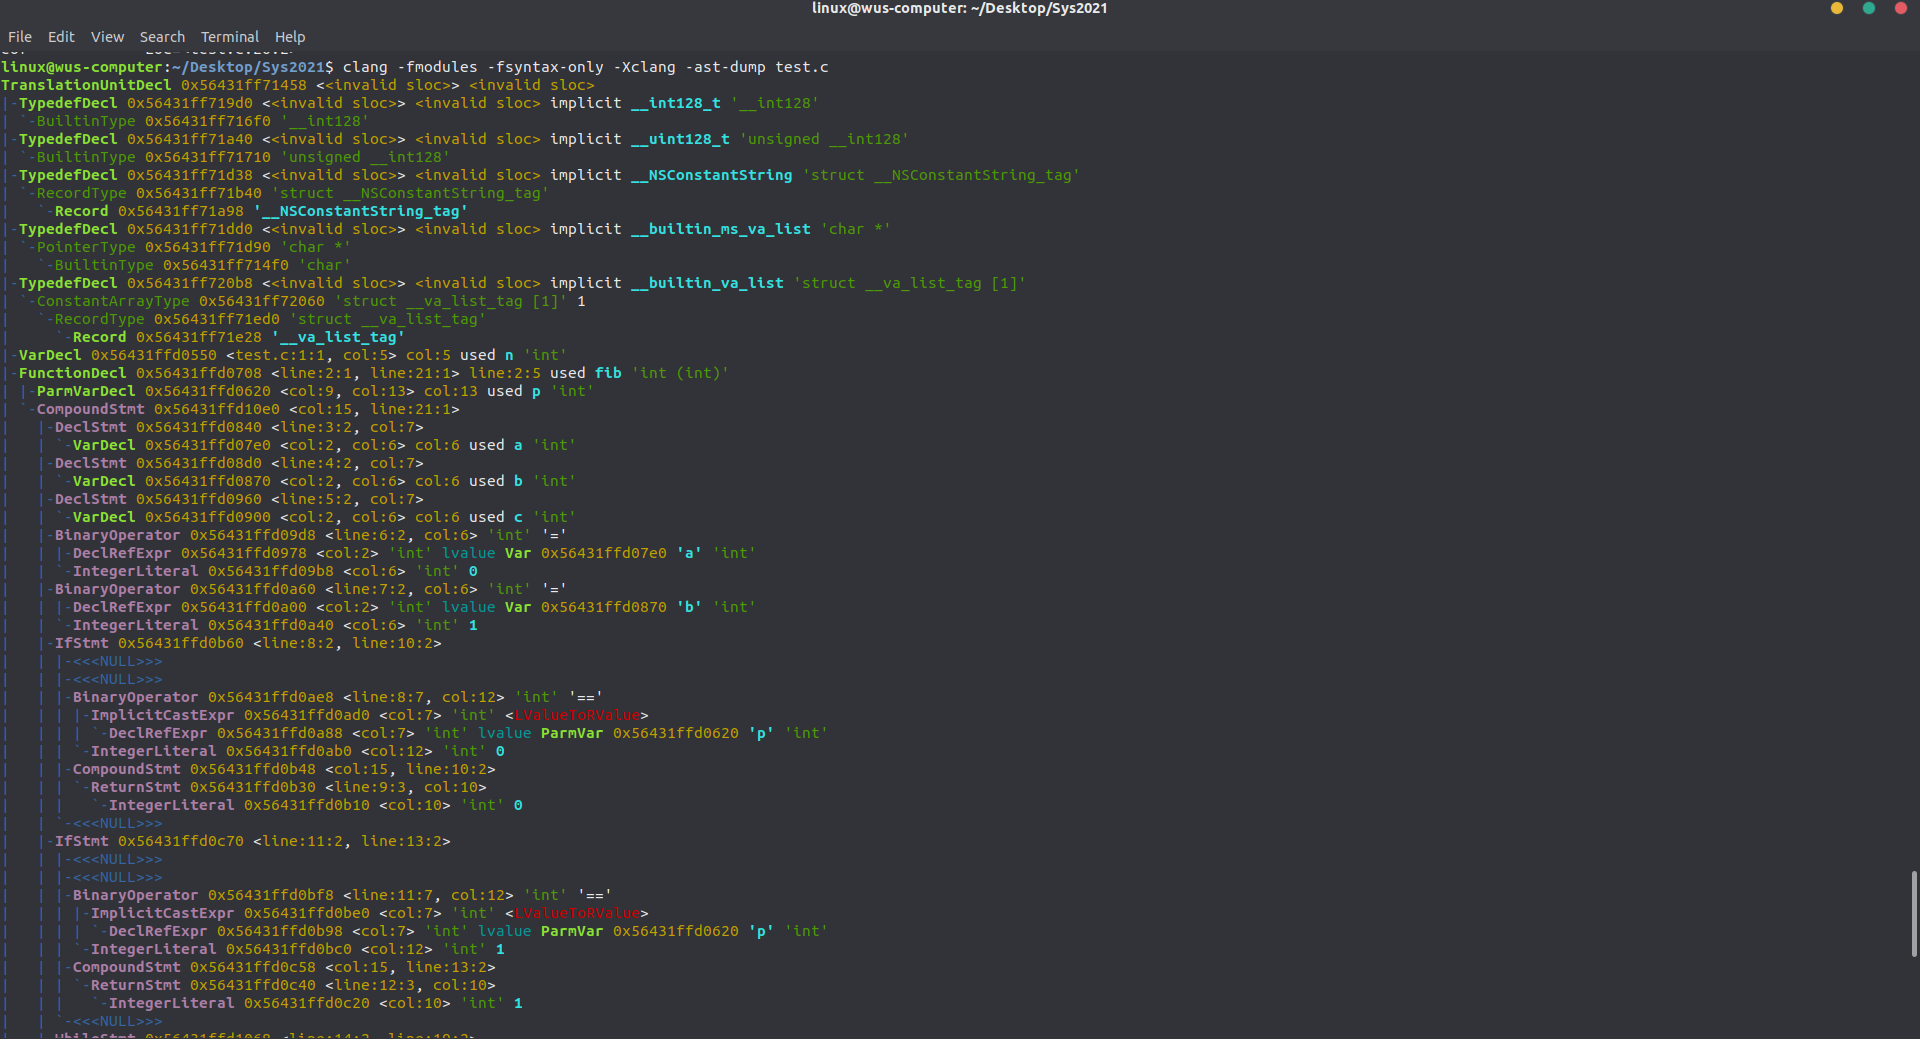 linux@wus-computer: ~/Desktop/Sys2021
File Edit View Search Terminal Help
linux@wus-computer:~/Desktop/Sys2021$ clang -fmodules -fsyntax-only -Xclang -ast-dump test.c
TranslationUnitDecl 0x56431ff71458 <<invalid sloc>> <invalid sloc>
|-TypedefDecl 0x56431ff719d0 <<invalid sloc>> <invalid sloc> implicit __int128_t '__int128'
| `-BuiltinType 0x56431ff716f0 '__int128'
|-TypedefDecl 0x56431ff71a40 <<invalid sloc>> <invalid sloc> implicit __uint128_t 'unsigned __int128'
| `-BuiltinType 0x56431ff71710 'unsigned __int128'
|-TypedefDecl 0x56431ff71d38 <<invalid sloc>> <invalid sloc> implicit __NSConstantString 'struct __NSConstantString_tag'
| `-RecordType 0x56431ff71b40 'struct __NSConstantString_tag'
|   `-Record 0x56431ff71a98 '__NSConstantString_tag'
|-TypedefDecl 0x56431ff71dd0 <<invalid sloc>> <invalid sloc> implicit __builtin_ms_va_list 'char *'
| `-PointerType 0x56431ff71d90 'char *'
|   `-BuiltinType 0x56431ff714f0 'char'
|-TypedefDecl 0x56431ff720b8 <<invalid sloc>> <invalid sloc> implicit __builtin_va_list 'struct __va_list_tag [1]'
| `-ConstantArrayType 0x56431ff72060 'struct __va_list_tag [1]' 1
|   `-RecordType 0x56431ff71ed0 'struct __va_list_tag'
|     `-Record 0x56431ff71e28 '__va_list_tag'
|-VarDecl 0x56431ffd0550 <test.c:1:1, col:5> col:5 used n 'int'
|-FunctionDecl 0x56431ffd0708 <line:2:1, line:21:1> line:2:5 used fib 'int (int)'
| |-ParmVarDecl 0x56431ffd0620 <col:9, col:13> col:13 used p 'int'
| `-CompoundStmt 0x56431ffd10e0 <col:15, line:21:1>
|   |-DeclStmt 0x56431ffd0840 <line:3:2, col:7>
|   | `-VarDecl 0x56431ffd07e0 <col:2, col:6> col:6 used a 'int'
|   |-DeclStmt 0x56431ffd08d0 <line:4:2, col:7>
|   | `-VarDecl 0x56431ffd0870 <col:2, col:6> col:6 used b 'int'
|   |-DeclStmt 0x56431ffd0960 <line:5:2, col:7>
|   | `-VarDecl 0x56431ffd0900 <col:2, col:6> col:6 used c 'int'
|   |-BinaryOperator 0x56431ffd09d8 <line:6:2, col:6> 'int' '='
|   | |-DeclRefExpr 0x56431ffd0978 <col:2> 'int' lvalue Var 0x56431ffd07e0 'a' 'int'
|   | `-IntegerLiteral 0x56431ffd09b8 <col:6> 'int' 0
|   |-BinaryOperator 0x56431ffd0a60 <line:7:2, col:6> 'int' '='
|   | |-DeclRefExpr 0x56431ffd0a00 <col:2> 'int' lvalue Var 0x56431ffd0870 'b' 'int'
|   | `-IntegerLiteral 0x56431ffd0a40 <col:6> 'int' 1
|   |-IfStmt 0x56431ffd0b60 <line:8:2, line:10:2>
|   | |-<<<NULL>>>
|   | |-<<<NULL>>>
|   | |-BinaryOperator 0x56431ffd0ae8 <line:8:7, col:12> 'int' '=='
|   | | |-ImplicitCastExpr 0x56431ffd0ad0 <col:7> 'int' <LValueToRValue>
|   | | | `-DeclRefExpr 0x56431ffd0a88 <col:7> 'int' lvalue ParmVar 0x56431ffd0620 'p' 'int'
|   | | `-IntegerLiteral 0x56431ffd0ab0 <col:12> 'int' 0
|   | |-CompoundStmt 0x56431ffd0b48 <col:15, line:10:2>
|   | | `-ReturnStmt 0x56431ffd0b30 <line:9:3, col:10>
|   | |   `-IntegerLiteral 0x56431ffd0b10 <col:10> 'int' 0
|   | `-<<<NULL>>>
|   |-IfStmt 0x56431ffd0c70 <line:11:2, line:13:2>
|   | |-<<<NULL>>>
|   | |-<<<NULL>>>
|   | |-BinaryOperator 0x56431ffd0bf8 <line:11:7, col:12> 'int' '=='
|   | | |-ImplicitCastExpr 0x56431ffd0be0 <col:7> 'int' <LValueToRValue>
|   | | | `-DeclRefExpr 0x56431ffd0b98 <col:7> 'int' lvalue ParmVar 0x56431ffd0620 'p' 'int'
|   | | `-IntegerLiteral 0x56431ffd0bc0 <col:12> 'int' 1
|   | |-CompoundStmt 0x56431ffd0c58 <col:15, line:13:2>
|   | | `-ReturnStmt 0x56431ffd0c40 <line:12:3, col:10>
|   | |   `-IntegerLiteral 0x56431ffd0c20 <col:10> 'int' 1
|   | `-<<<NULL>>>